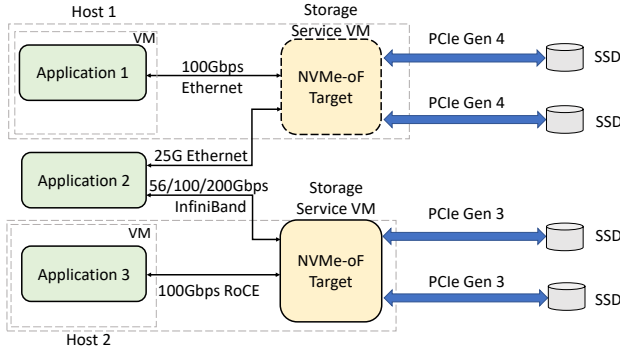 Host 1
Storage
Service VM
VM
Application 1
100Gbps
Ethernet
NVMe-oF
Target
PCIe Gen 4
SSD
PCIe Gen 4
SSD
25G Ethernet
Application 2
56/100/200Gbps
InfiniBand
Storage
Service VM
VM
Application 3
100Gbps RoCE
NVMe-oF
Target
PCIe Gen 3
SSD
PCIe Gen 3
SSD
Host 2